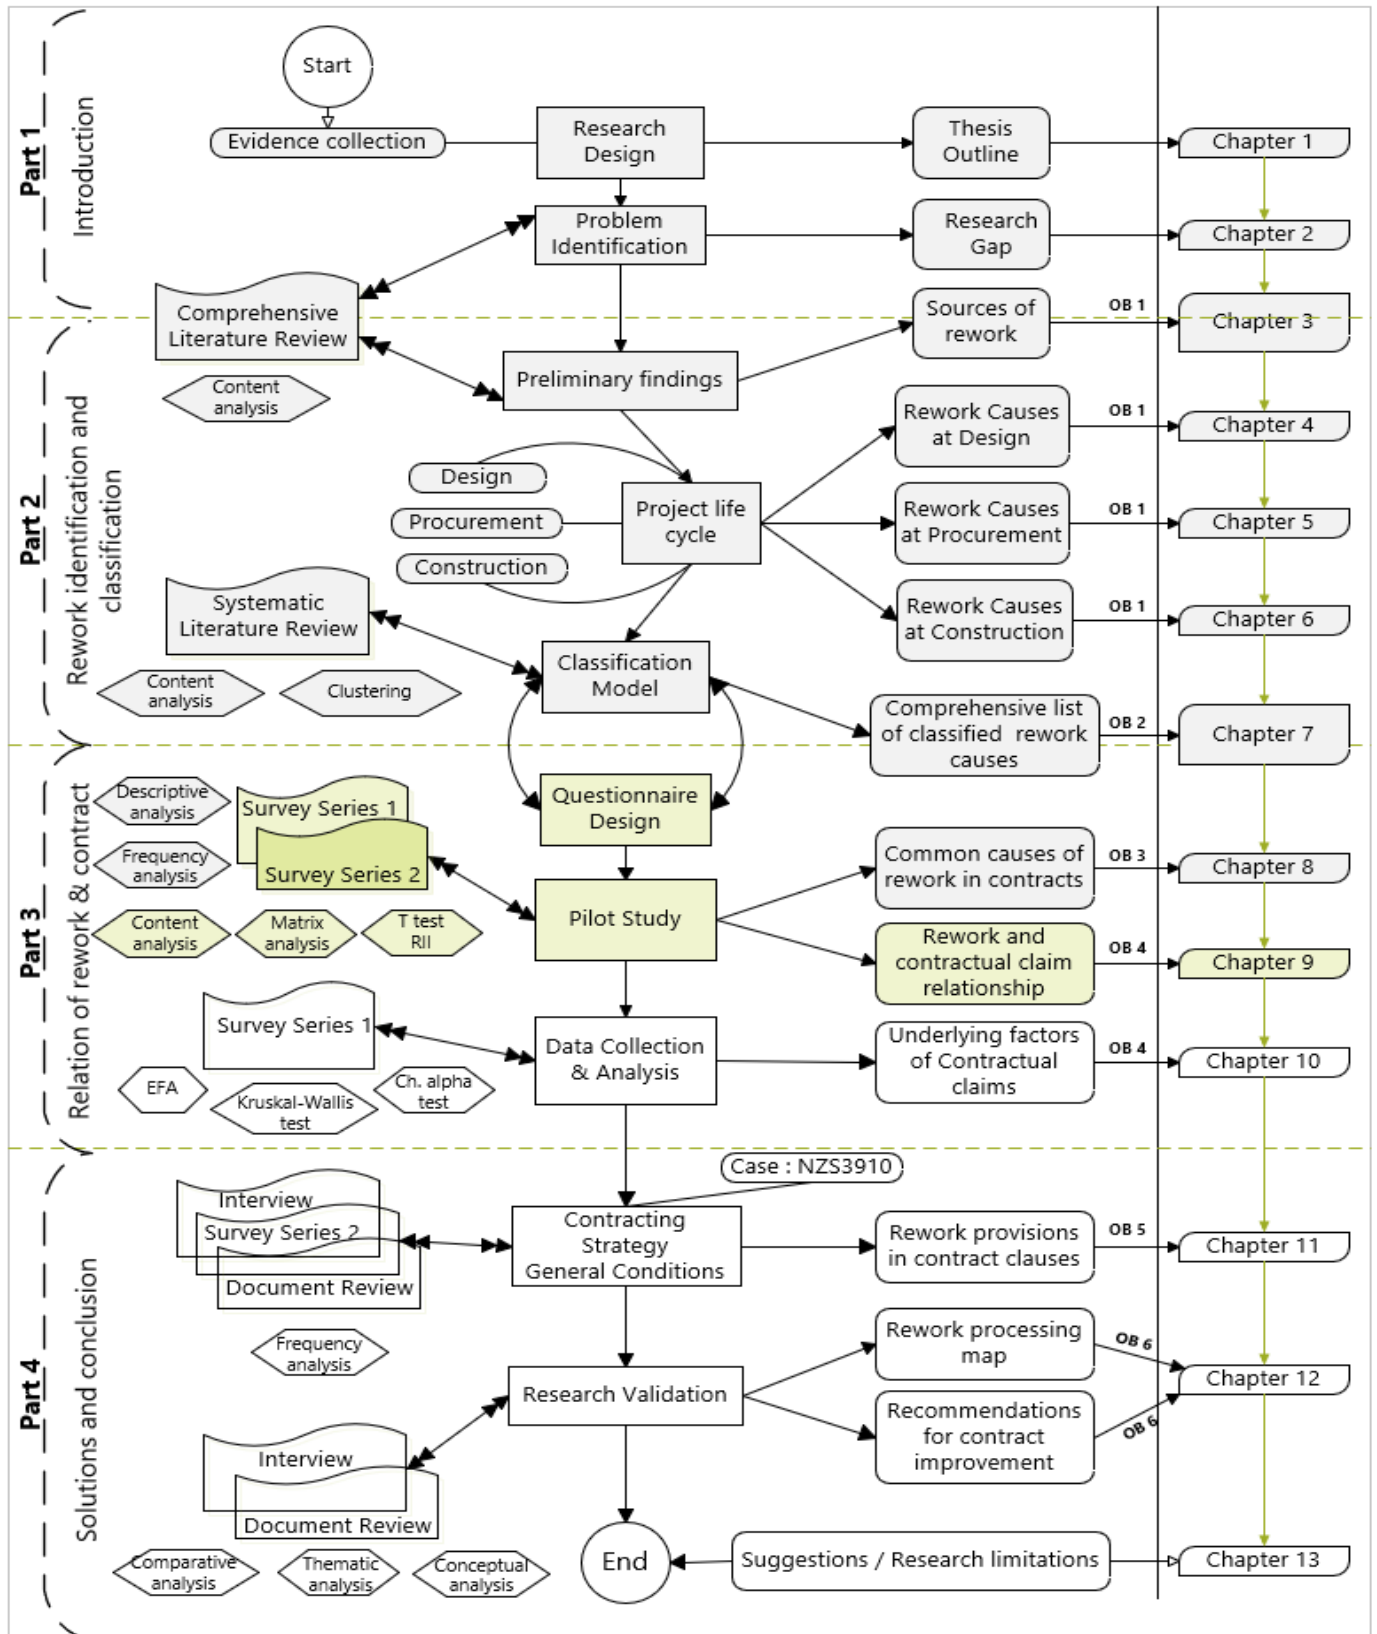 Part 1
Introduction
Start
Evidence collection
Research
Design
Thesis
Outline
Chapter 1
Problem
Identification
Research
Gap
Chapter 2
Comprehensive
Literature Review
Content
analysis
Sources of
rework
OB 1
Chapter 3
Part 2
Rework identification and
classification
Preliminary findings
Rework Causes
at Design
OB 1
Chapter 4
Design
Procurement
Construction
Project life
cycle
Rework Causes
at Procurement
OB 1
Chapter 5
Rework Causes
at Construction
OB 1
Chapter 6
Systematic
Literature Review
Content
analysis
Clustering
Classification
Model
Comprehensive list
of classified rework
causes
OB 2
Chapter 7
Part 3
Relation of rework & contract
Descriptive
analysis
Frequency
analysis
Survey Series 1
Survey Series 2
Content
analysis
Matrix
analysis
T test
RII
Questionnaire
Design
Pilot Study
Common causes of
rework in contracts
OB 3
Chapter 8
Rework and
contractual claim
relationship
OB 4
Chapter 9
Survey Series 1
EFA
Kruskal-Wallis
test
Ch. alpha
test
Data Collection
& Analysis
Underlying factors
of Contractual
claims
OB 4
Chapter 10
Part 4
Solutions and conclusion
Case : NZS3910
Interview
Survey Series 2
Document Review
Frequency
analysis
Contracting
Strategy
General Conditions
Rework provisions
in contract clauses
OB 5
Chapter 11
Research Validation
Rework processing
map
OB 6
Recommendations
for contract
improvement
OB 6
Chapter 12
Interview
Document Review
Comparative
analysis
Thematic
analysis
Conceptual
analysis
End
Suggestions / Research limitations
Chapter 13